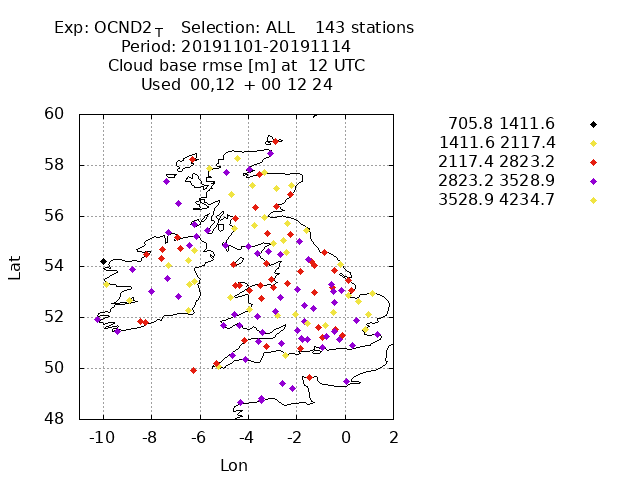 Exp: OCND2T Selection: ALL 143 stations
Period: 20191101-20191114
Cloud base rmse [m] at 12 UTC
Used 00,12 + 00 12 24
705.8 1411.6
1411.6 2117.4
2117.4 2823.2
2823.2 3528.9
3528.9 4234.7
60
58
56
54
52
50
48
Lat
-10 -8 -6 -4 -2 0 2
Lon